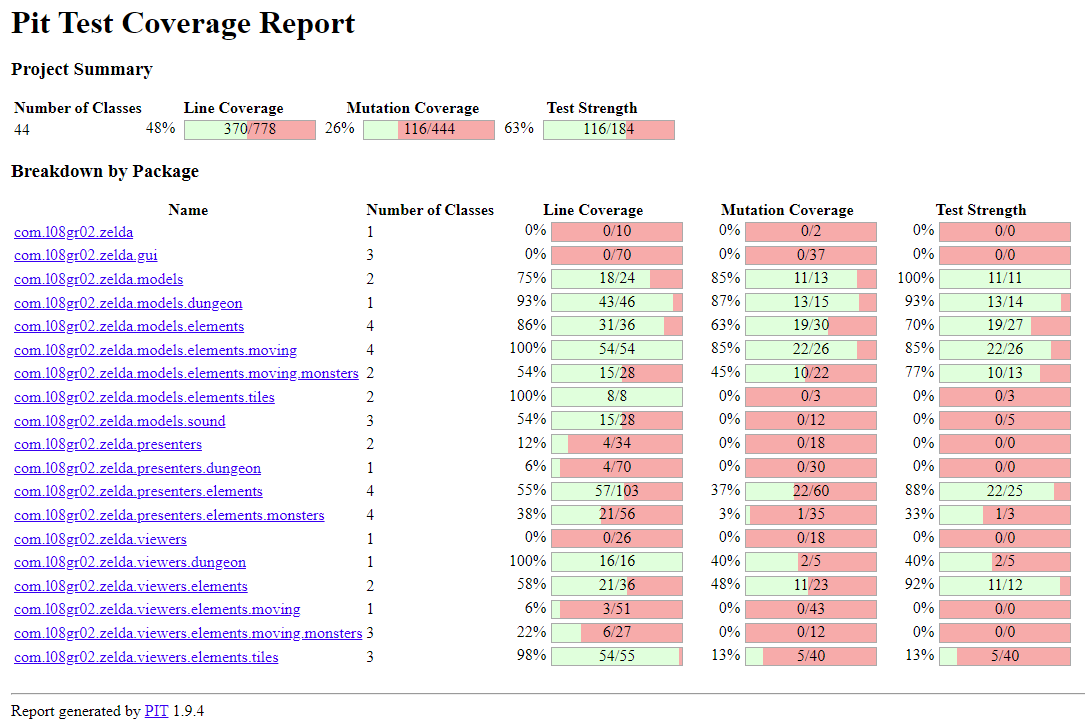 Pit Test Coverage Report
Project Summary
Number of Classes Line Coverage Mutation Coverage Test Strength
44 48% 370/778 26% 116/444 63% 116/184
Breakdown by Package
Name Number of Classes Line Coverage Mutation Coverage Test Strength
com.l08gr02.zelda 1 0% 0/10 0% 0/2 0% 0/0
com.l08gr02.zelda.gui 3 0% 0/70 0% 0/37 0% 0/0
com.l08gr02.zelda.models 2 75% 18/24 85% 11/13 100% 11/11
com.l08gr02.zelda.models.dungeon 1 93% 43/46 87% 13/15 93% 13/14
com.l08gr02.zelda.models.elements 4 86% 31/36 63% 19/30 70% 19/27
com.l08gr02.zelda.models.elements.moving 4 100% 54/54 85% 22/26 85% 22/26
com.l08gr02.zelda.models.elements.moving.monsters 2 54% 15/28 45% 10/22 77% 10/13
com.l08gr02.zelda.models.elements.tiles 2 100% 8/8 0% 0/3 0% 0/3
com.l08gr02.zelda.models.sound 3 54% 15/28 0% 0/12 0% 0/5
com.l08gr02.zelda.presenters 2 12% 4/34 0% 0/18 0% 0/0
com.l08gr02.zelda.presenters.dungeon 1 6% 4/70 0% 0/30 0% 0/0
com.l08gr02.zelda.presenters.elements 4 55% 57/103 37% 22/60 88% 22/25
com.l08gr02.zelda.presenters.elements.monsters 4 38% 21/56 3% 1/35 33% 1/3
com.l08gr02.zelda.viewers 1 0% 0/26 0% 0/18 0% 0/0
com.l08gr02.zelda.viewers.dungeon 1 100% 16/16 40% 2/5 40% 2/5
com.l08gr02.zelda.viewers.elements 2 58% 21/36 48% 11/23 92% 11/12
com.l08gr02.zelda.viewers.elements.moving 1 6% 3/51 0% 0/43 0% 0/0
com.l08gr02.zelda.viewers.elements.moving.monsters 3 22% 6/27 0% 0/12 0% 0/0
com.l08gr02.zelda.viewers.elements.tiles 3 98% 54/55 13% 5/40 13% 5/40
Report generated by PIT 1.9.4